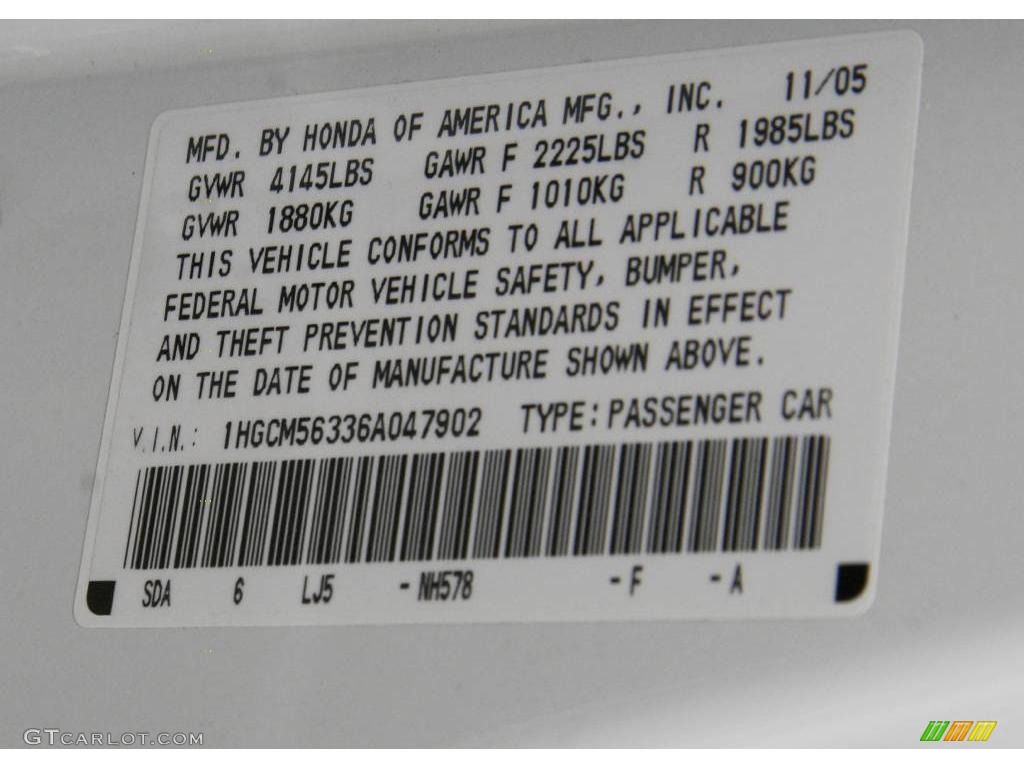 MFD. BY HONDA OF AMERICA MFG., INC. 11/05
GVWR 4145LBS GAWR F 2225LBS R 1985LBS
GVWR 1880KG GAWR F 1010KG R 900KG
THIS VEHICLE CONFORMS TO ALL APPLICABLE
FEDERAL MOTOR VEHICLE SAFETY, BUMPER,
AND THEFT PREVENTION STANDARDS IN EFFECT
ON THE DATE OF MANUFACTURE SHOWN ABOVE.
V.I.N.: 1HGCM56336A047902 TYPE:PASSENGER CAR
SDA 6 LJ5 -NH578 -F -A
GTCARLOT.COM